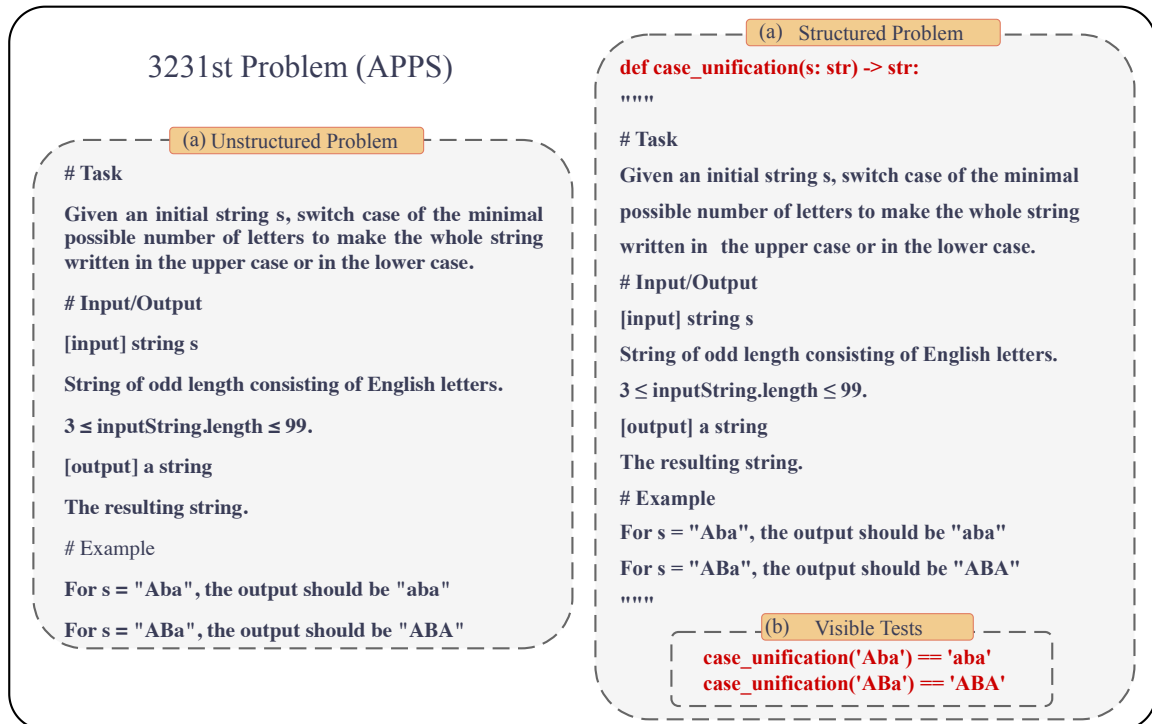 3231st Problem (APPS)
(a) Unstructured Problem
# Task
Given an initial string s, switch case of the minimal
possible number of letters to make the whole string
written in the upper case or in the lower case.
# Input/Output
[input] string s
String of odd length consisting of English letters.
3 ≤ inputString.length ≤ 99.
[output] a string
The resulting string.
# Example
For s = "Aba", the output should be "aba"
For s = "ABa", the output should be "ABA"
(a) Structured Problem
def case_unification(s: str) -> str:
"""
# Task
Given an initial string s, switch case of the minimal
possible number of letters to make the whole string
written in the upper case or in the lower case.
# Input/Output
[input] string s
String of odd length consisting of English letters.
3 ≤ inputString.length ≤ 99.
[output] a string
The resulting string.
# Example
For s = "Aba", the output should be "aba"
For s = "ABa", the output should be "ABA"
"""
(b) Visible Tests
case_unification('Aba') == 'aba'
case_unification('ABa') == 'ABA'